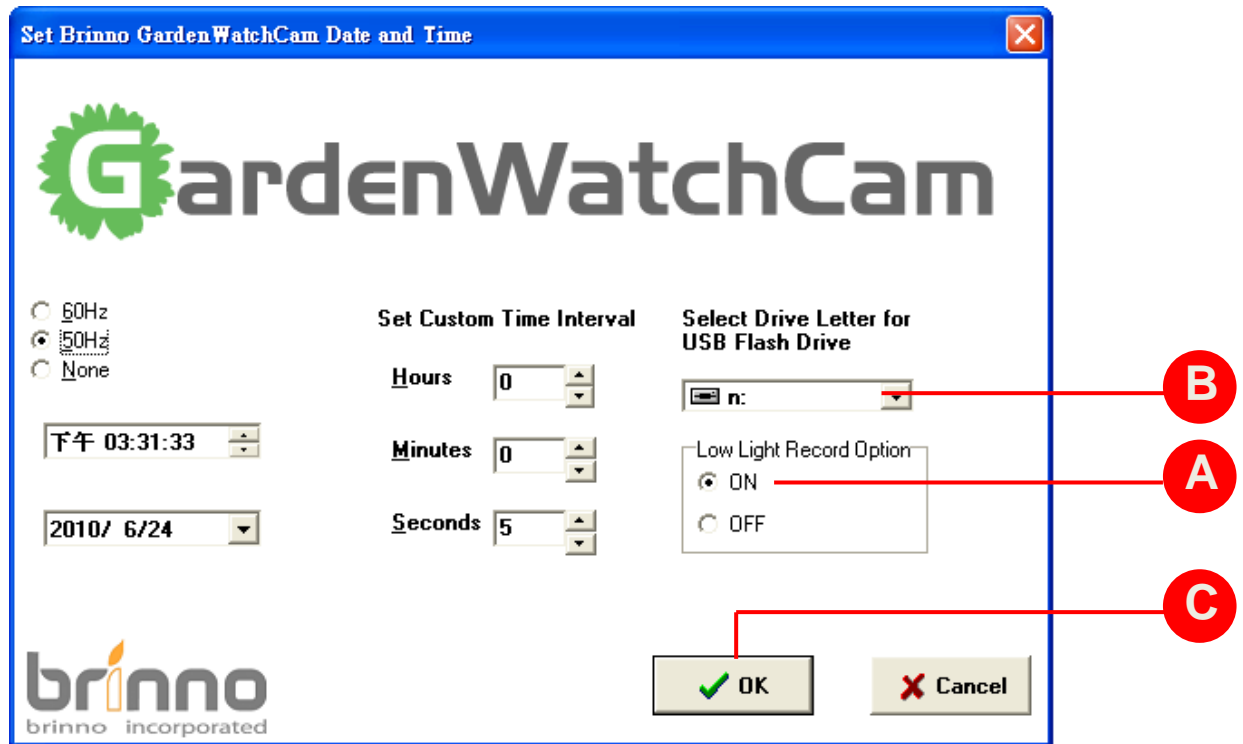 Set Brinno GardenWatchCam Date and Time
GardenWatchCam
60Hz
50Hz
None
下午 03:31:33
2010/ 6/24
Set Custom Time Interval
Hours 0
Minutes 0
Seconds 5
Select Drive Letter for
USB Flash Drive
n:
Low Light Record Option
ON
OFF
B
A
C
brinno
brinno incorporated
OK
Cancel